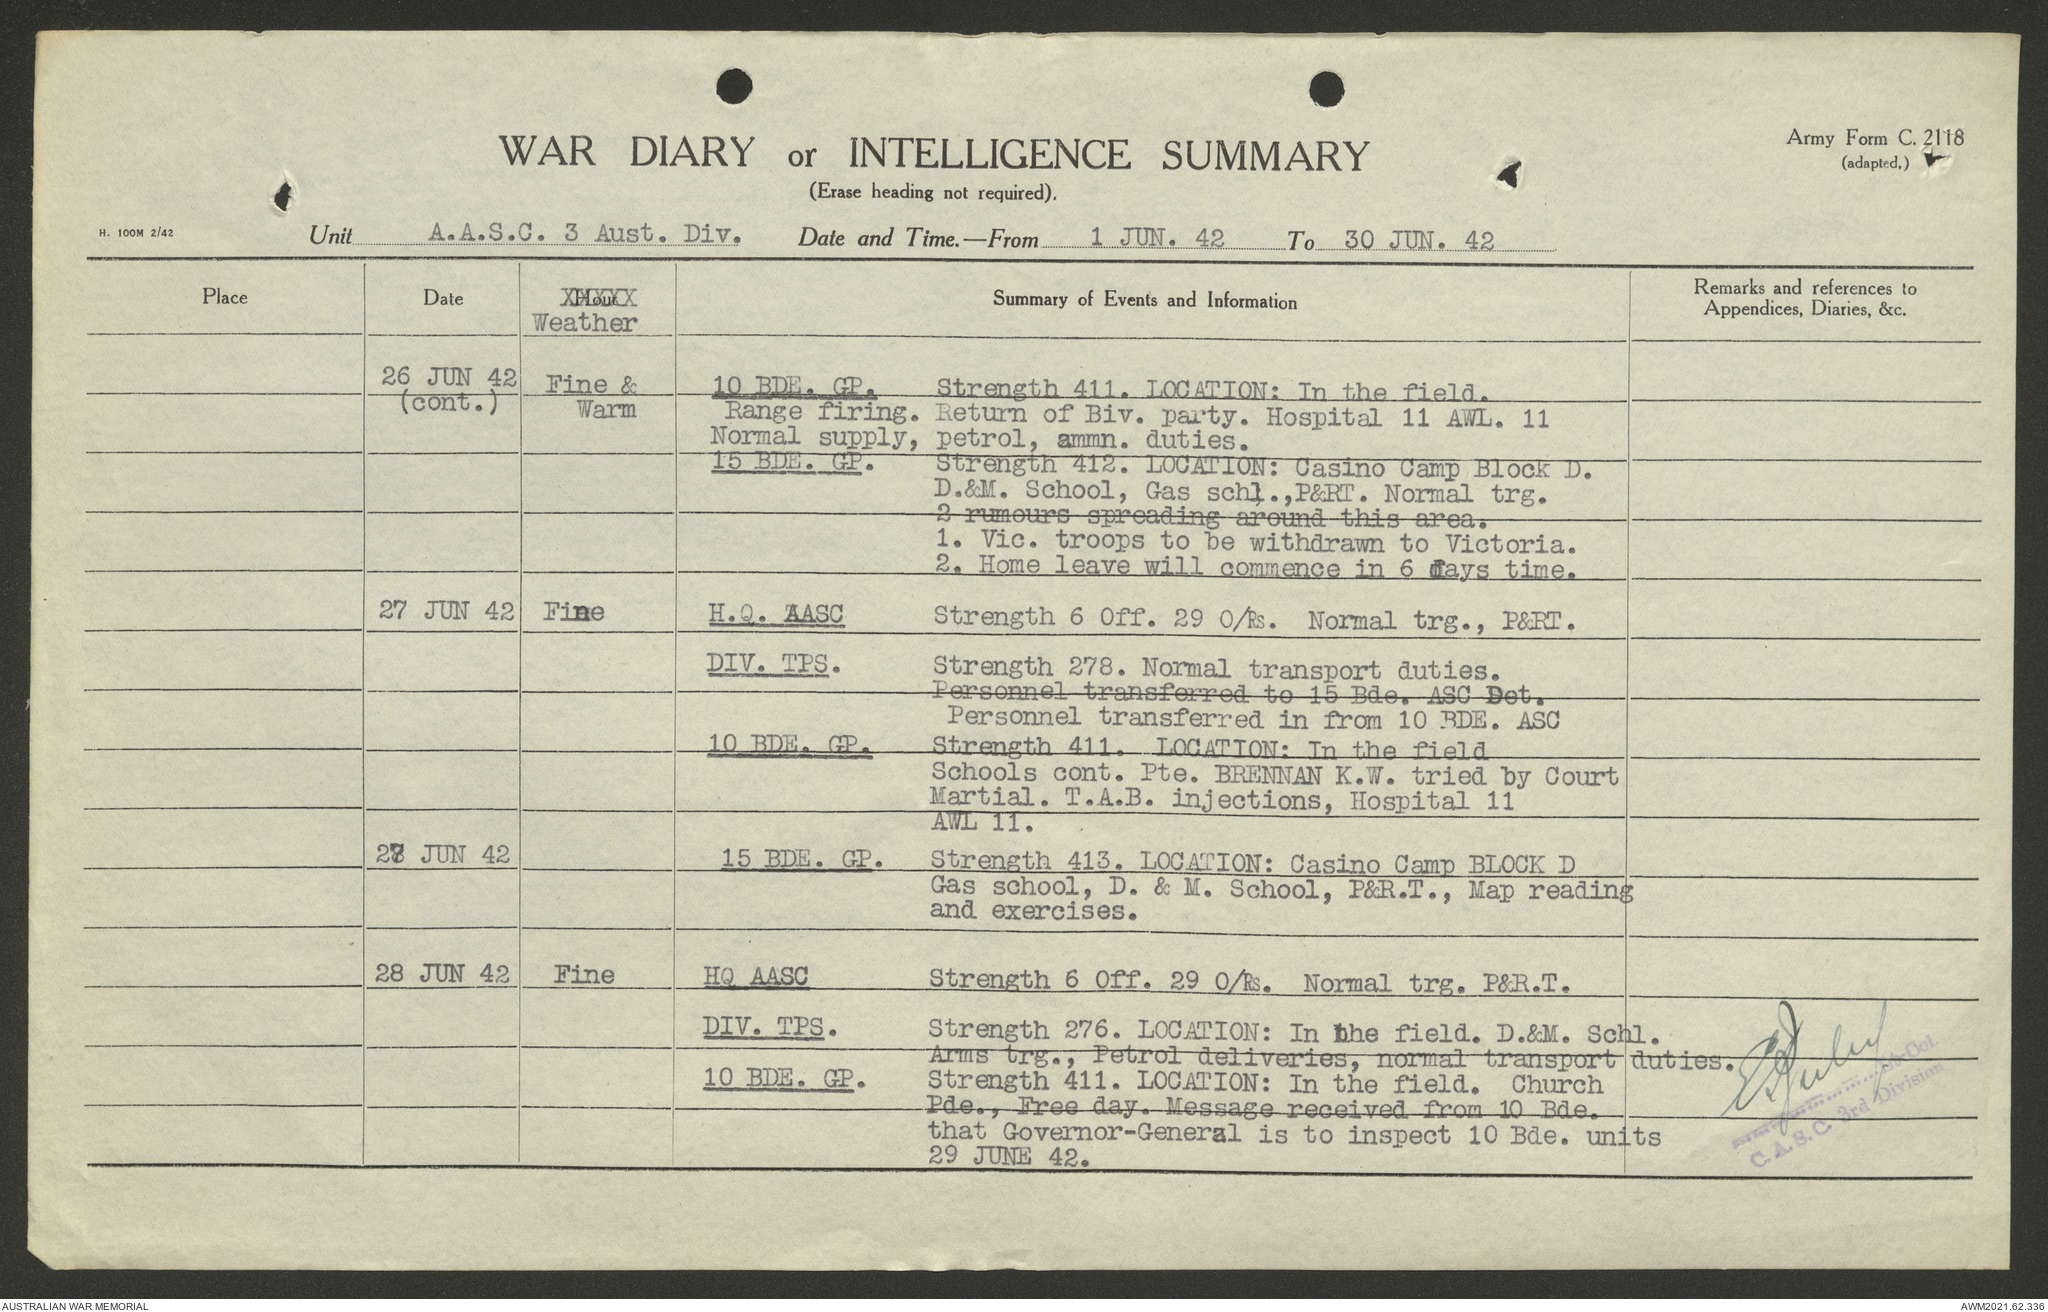 WAR DIARY or INTELLIGENCE SUMMARY
(Erase heading not required).
Army Form C. 2118
(adapted,)
H. 100M 2/42
Unit A.A.S.C. 3 Aust. Div. Date and Time.—From 1 JUN. 42 To 30 JUN. 42
Place
Date
Hour
Weather
Summary of Events and Information
Remarks and references to
Appendices, Diaries, &c.
26 JUN 42
(cont.)
Fine &
Warm
10 BDE. GP. Strength 411. LOCATION: In the field.
Range firing. Return of Biv. party. Hospital 11 AWL. 11
Normal supply, petrol, ammn. duties.
15 BDE. GP. Strength 412. LOCATION: Casino Camp Block D.
D.&M. School, Gas schl.,P&RT. Normal trg.
2 rumours spreading around this area.
1. Vic. troops to be withdrawn to Victoria.
2. Home leave will commence in 6 days time.
27 JUN 42 Fine H.Q. AASC Strength 6 Off. 29 O/Rs. Normal trg., P&RT.
DIV. TPS. Strength 278. Normal transport duties.
Personnel transferred to 15 Bde. ASC Det.
Personnel transferred in from 10 BDE. ASC
10 BDE. GP. Strength 411. LOCATION: In the field
Schools cont. Pte. BRENNAN K.W. tried by Court
Martial. T.A.B. injections, Hospital 11
AWL 11.
27 JUN 42 15 BDE. GP. Strength 413. LOCATION: Casino Camp BLOCK D
Gas school, D. & M. School, P&R.T., Map reading
and exercises.
28 JUN 42 Fine HQ AASC Strength 6 Off. 29 O/Rs. Normal trg. P&R.T.
DIV. TPS. Strength 276. LOCATION: In the field. D.&M. Schl.
Arms trg., Petrol deliveries, normal transport duties.
10 BDE. GP. Strength 411. LOCATION: In the field. Church
Pde., Free day. Message received from 10 Bde.
that Governor-General is to inspect 10 Bde. units
29 JUNE 42.
Lt-Col.
C.A.S.C. 3rd Division
AUSTRALIAN WAR MEMORIAL
AWM2021.62.336